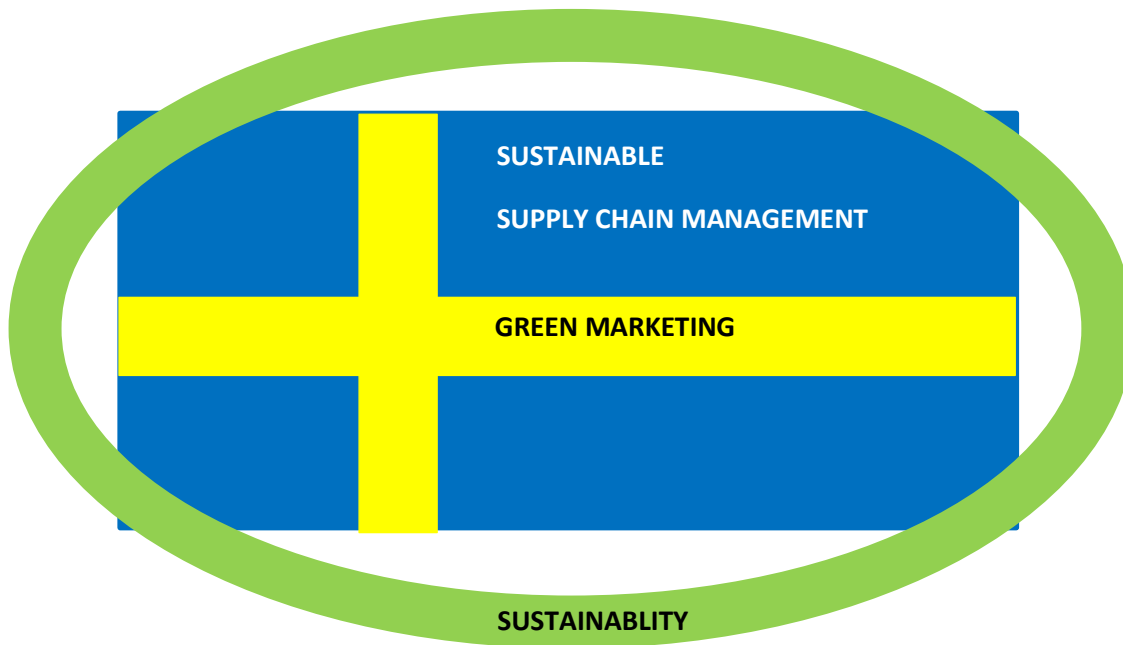 SUSTAINABLE
SUPPLY CHAIN MANAGEMENT
GREEN MARKETING
SUSTAINABLITY